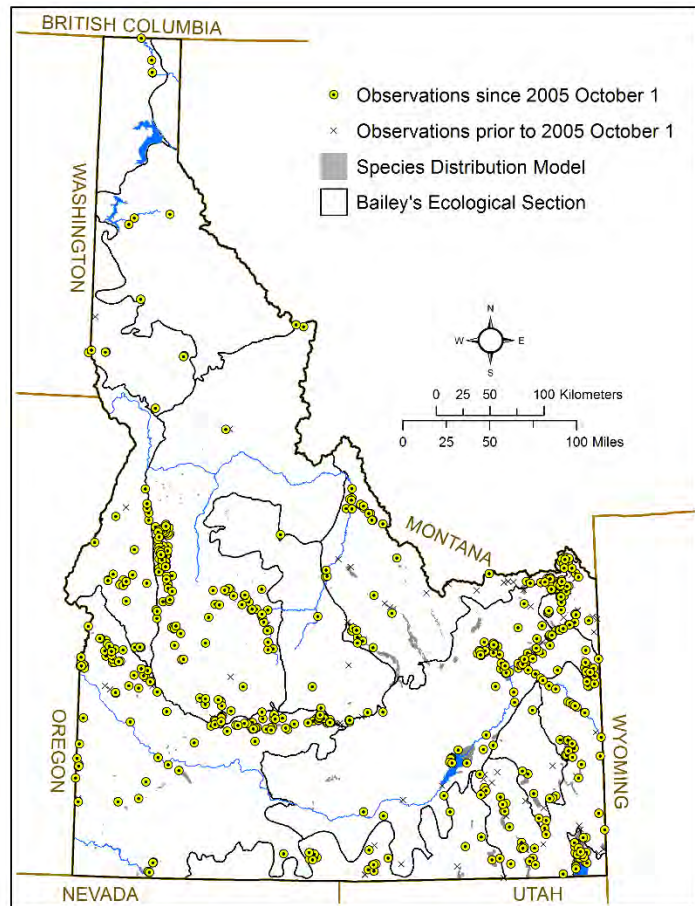 BRITISH COLUMBIA
Observations since 2005 October 1
Observations prior to 2005 October 1
Species Distribution Model
Bailey's Ecological Section
WASHINGTON
N
W E
S
0 25 50 100 Kilometers
0 25 50 100 Miles
MONTANA
OREGON
WYOMING
NEVADA
UTAH